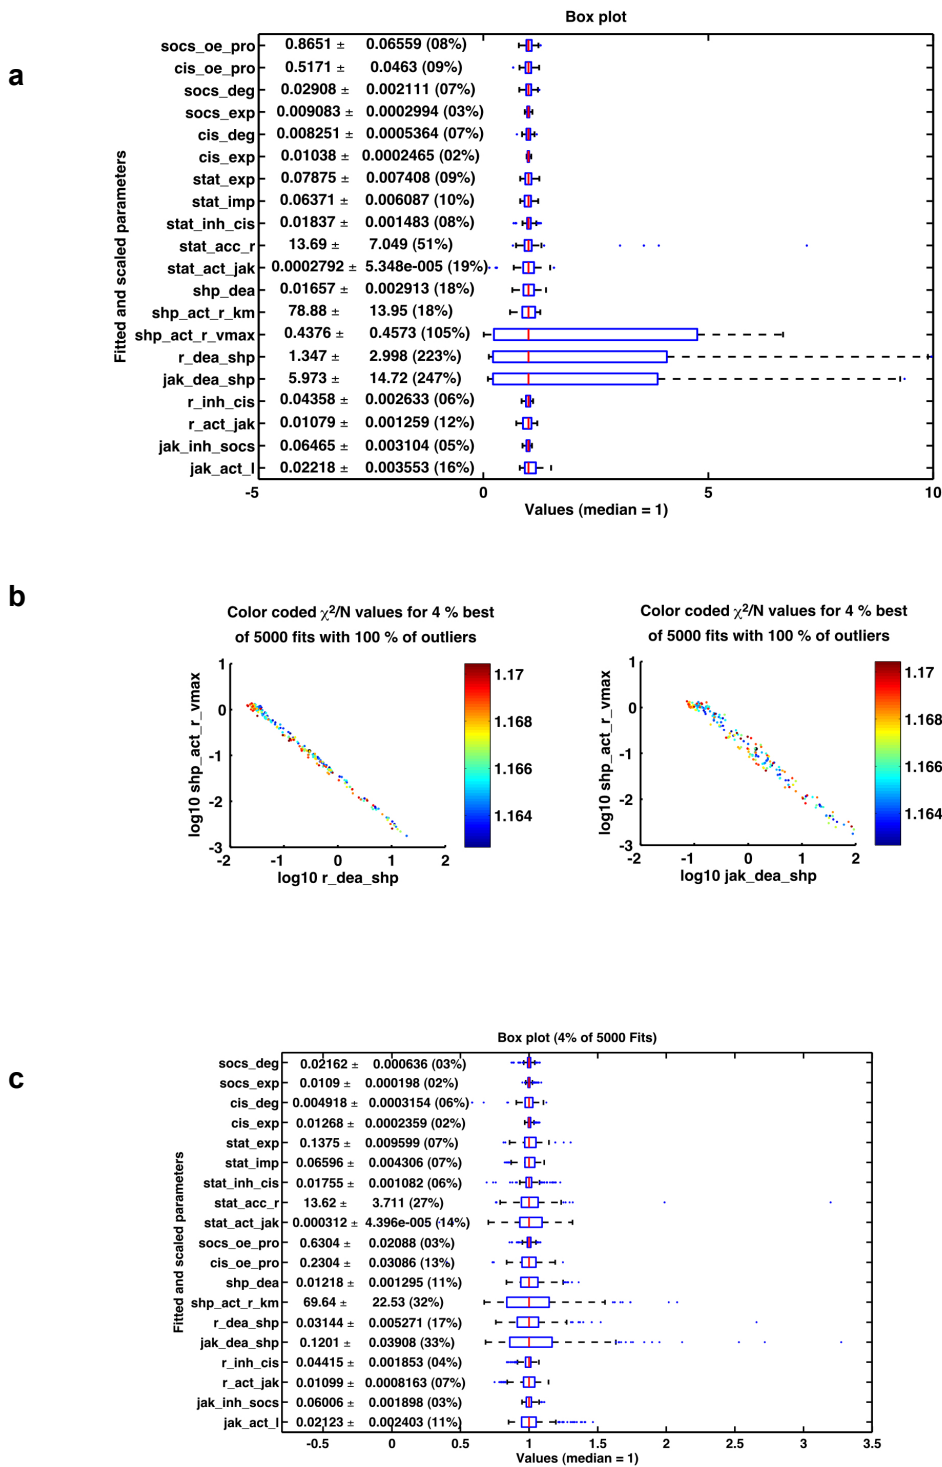 Box plot
a
Fitted and scaled parameters
socs_oe_pro 0.8651 ± 0.06559 (08%)
cis_oe_pro 0.5171 ± 0.0463 (09%)
socs_deg 0.02908 ± 0.002111 (07%)
socs_exp 0.009083 ± 0.0002994 (03%)
cis_deg 0.008251 ± 0.0005364 (07%)
cis_exp 0.01038 ± 0.0002465 (02%)
stat_exp 0.07875 ± 0.007408 (09%)
stat_imp 0.06371 ± 0.006087 (10%)
stat_inh_cis 0.01837 ± 0.001483 (08%)
stat_acc_r 13.69 ± 7.049 (51%)
stat_act_jak 0.0002792 ± 5.348e-005 (19%)
shp_dea 0.01657 ± 0.002913 (18%)
shp_act_r_km 78.88 ± 13.95 (18%)
shp_act_r_vmax 0.4376 ± 0.4573 (105%)
r_dea_shp 1.347 ± 2.998 (223%)
jak_dea_shp 5.973 ± 14.72 (247%)
r_inh_cis 0.04358 ± 0.002633 (06%)
r_act_jak 0.01079 ± 0.001259 (12%)
jak_inh_socs 0.06465 ± 0.003104 (05%)
jak_act_l 0.02218 ± 0.003553 (16%)
-5 0 5 10
Values (median = 1)
b
Color coded χ²/N values for 4 % best
of 5000 fits with 100 % of outliers
log10 shp_act_r_vmax
1
0
-1
-2
-3
-2 -1 0 1 2
log10 r_dea_shp
1.17
1.168
1.166
1.164
Color coded χ²/N values for 4 % best
of 5000 fits with 100 % of outliers
log10 shp_act_r_vmax
1
0
-1
-2
-3
-2 -1 0 1 2
log10 jak_dea_shp
1.17
1.168
1.166
1.164
c
Box plot (4% of 5000 Fits)
Fitted and scaled parameters
socs_deg 0.02162 ± 0.000636 (03%)
socs_exp 0.0109 ± 0.000198 (02%)
cis_deg 0.004918 ± 0.0003154 (06%)
cis_exp 0.01268 ± 0.0002359 (02%)
stat_exp 0.1375 ± 0.009599 (07%)
stat_imp 0.06596 ± 0.004306 (07%)
stat_inh_cis 0.01755 ± 0.001082 (06%)
stat_acc_r 13.62 ± 3.711 (27%)
stat_act_jak 0.000312 ± 4.396e-005 (14%)
socs_oe_pro 0.6304 ± 0.02088 (03%)
cis_oe_pro 0.2304 ± 0.03086 (13%)
shp_dea 0.01218 ± 0.001295 (11%)
shp_act_r_km 69.64 ± 22.53 (32%)
r_dea_shp 0.03144 ± 0.005271 (17%)
jak_dea_shp 0.1201 ± 0.03908 (33%)
r_inh_cis 0.04415 ± 0.001853 (04%)
r_act_jak 0.01099 ± 0.0008163 (07%)
jak_inh_socs 0.06006 ± 0.001898 (03%)
jak_act_l 0.02123 ± 0.002403 (11%)
-0.5 0 0.5 1 1.5 2 2.5 3 3.5
Values (median = 1)